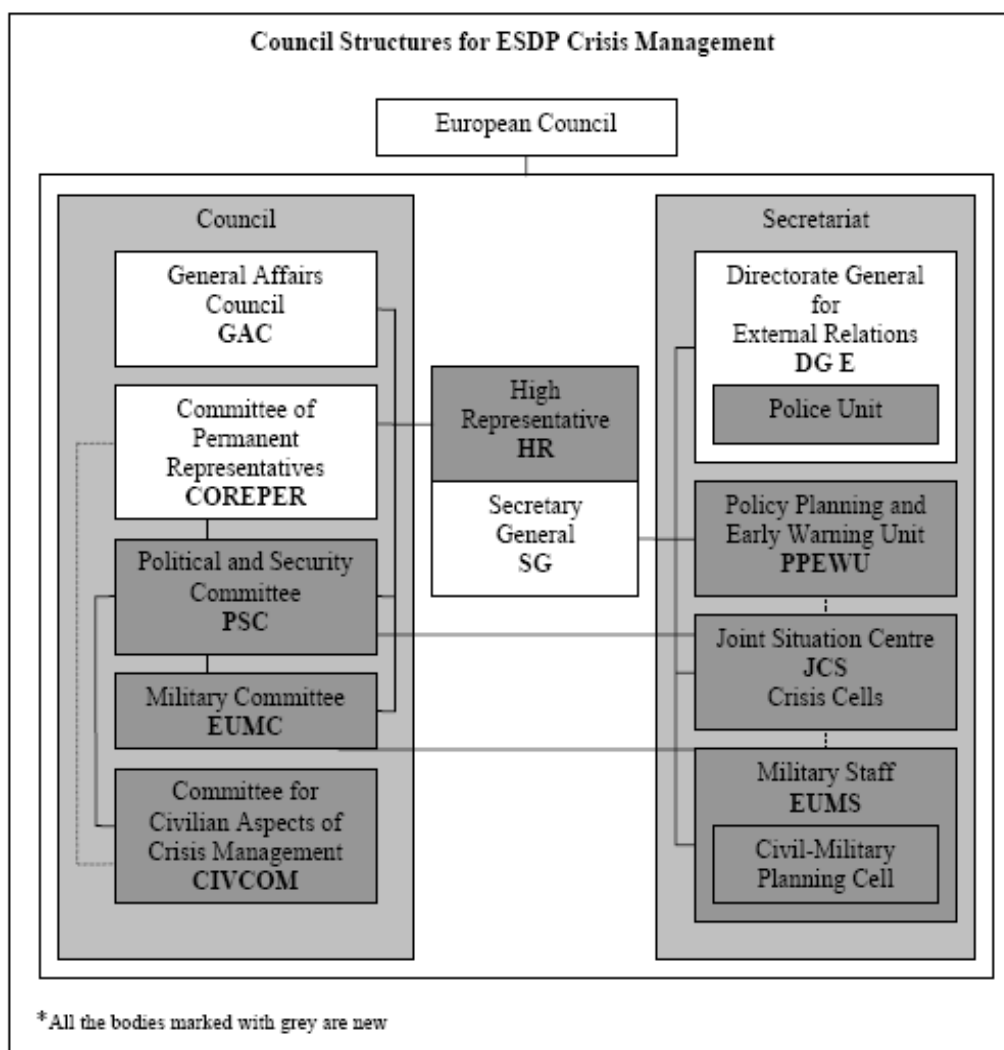 Council Structures for ESDP Crisis Management
European Council
Council
General Affairs
Council
GAC
Committee of
Permanent
Representatives
COREPER
Political and Security
Committee
PSC
Military Committee
EUMC
Committee for
Civilian Aspects of
Crisis Management
CIVCOM
High
Representative
HR
Secretary
General
SG
Secretariat
Directorate General
for
External Relations
DG E
Police Unit
Policy Planning and
Early Warning Unit
PPEWU
Joint Situation Centre
JCS
Crisis Cells
Military Staff
EUMS
Civil-Military
Planning Cell
*All the bodies marked with grey are new